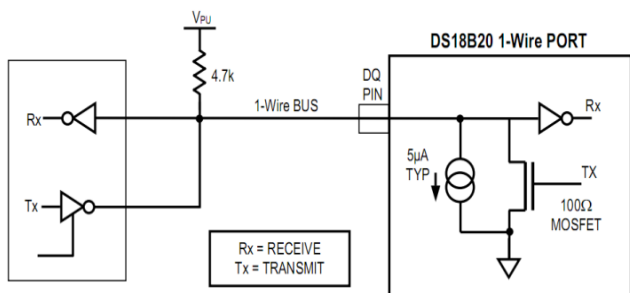 VPU
DS18B20 1-Wire PORT
4.7k
DQ
PIN
1-Wire BUS
Rx
Rx
5µA
TYP
Tx
TX
100Ω
MOSFET
Rx = RECEIVE
Tx = TRANSMIT